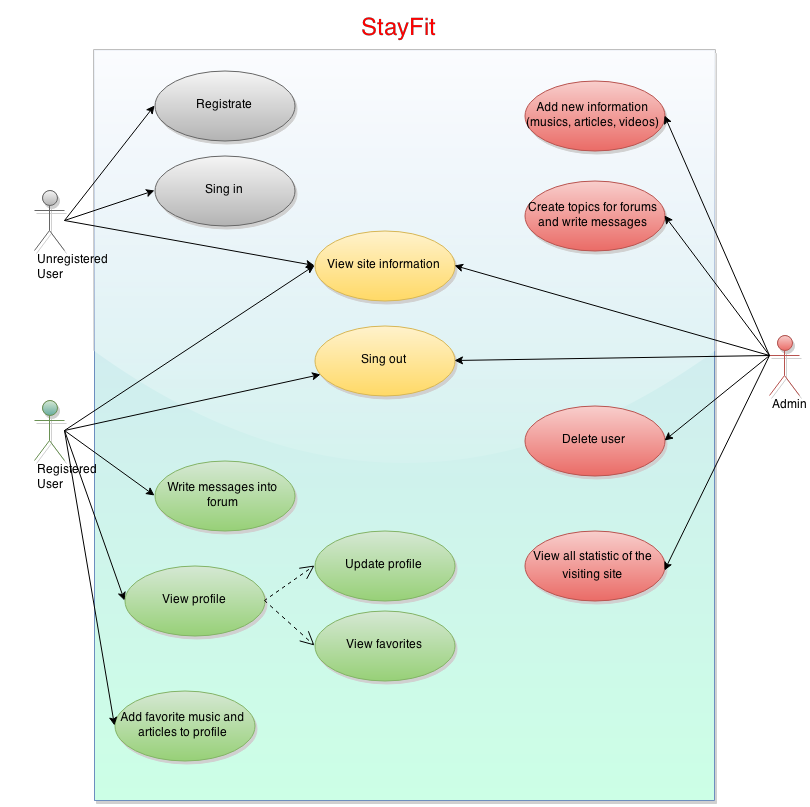 StayFit
Registrate
Add new information
(musics, articles, videos)
Sing in
Create topics for forums
and write messages
Unregistered
User
View site information
Sing out
Admin
Delete user
Registered
User
Write messages into
forum
View all statistic of the
visiting site
Update profile
View profile
View favorites
Add favorite music and
articles to profile